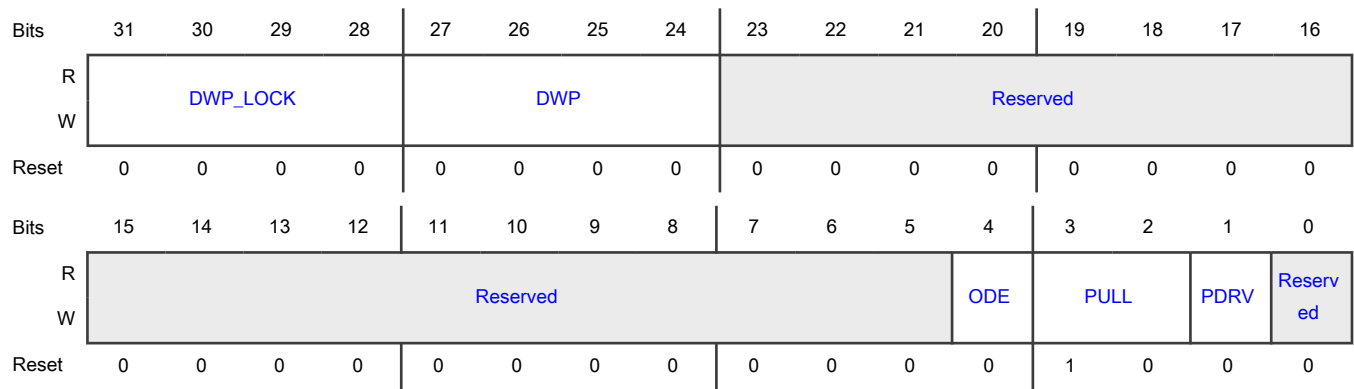 Bits 31 30 29 28 27 26 25 24 23 22 21 20 19 18 17 16
R
DWP_LOCK DWP Reserved
W
Reset 0 0 0 0 0 0 0 0 0 0 0 0 0 0 0 0
Bits 15 14 13 12 11 10 9 8 7 6 5 4 3 2 1 0
R
Reserved ODE PULL PDRV Reserv
ed
W
Reset 0 0 0 0 0 0 0 0 0 0 0 0 1 0 0 0